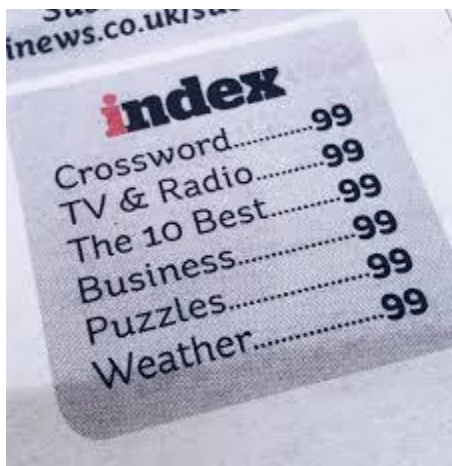 inews.co.uk/su
index
Crossword............99
TV & Radio...........99
The 10 Best..........99
Business................99
Puzzles...................99
Weather.................99